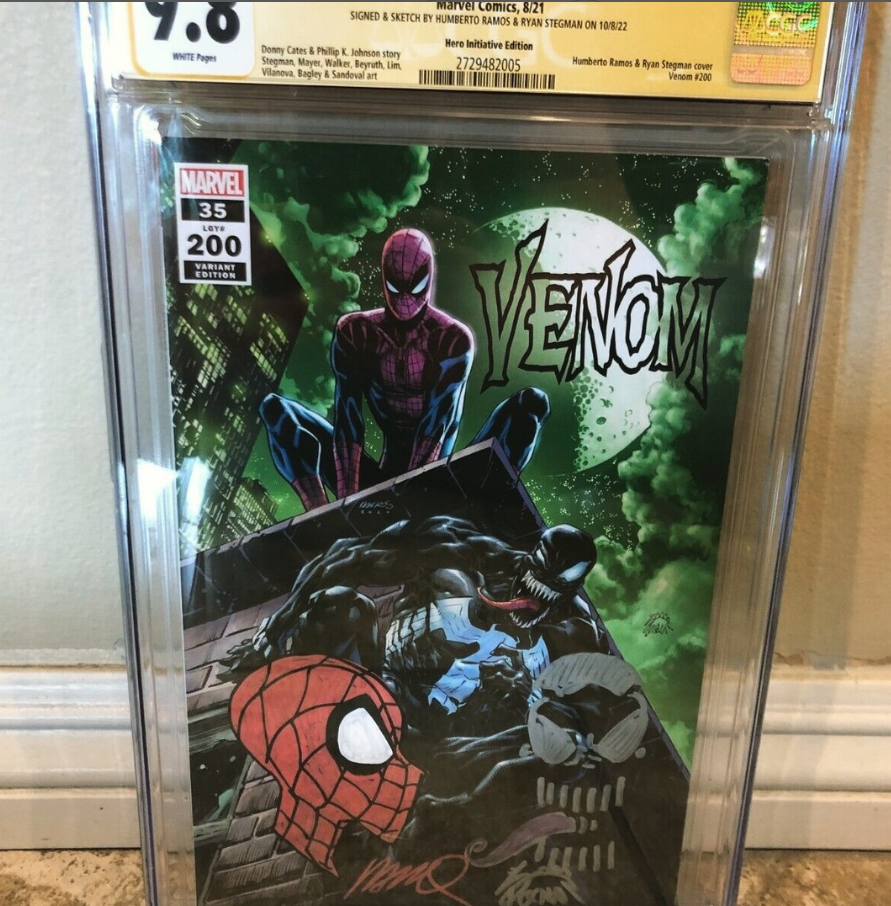 9.8
WHITE Pages
Marvel Comics, 8/21
SIGNED & SKETCH BY HUMBERTO RAMOS & RYAN STEGMAN ON 10/8/22
Hero Initiative Edition
Donny Cates & Phillip K. Johnson story
Stegman, Mayer, Walker, Beyruth, Lim,
Vilanova, Bagley & Sandoval art
2729482005
Humberto Ramos & Ryan Stegman cover
Venom #200
CGC
MARVEL
35
LGY#
200
VARIANT
EDITION
VENOM